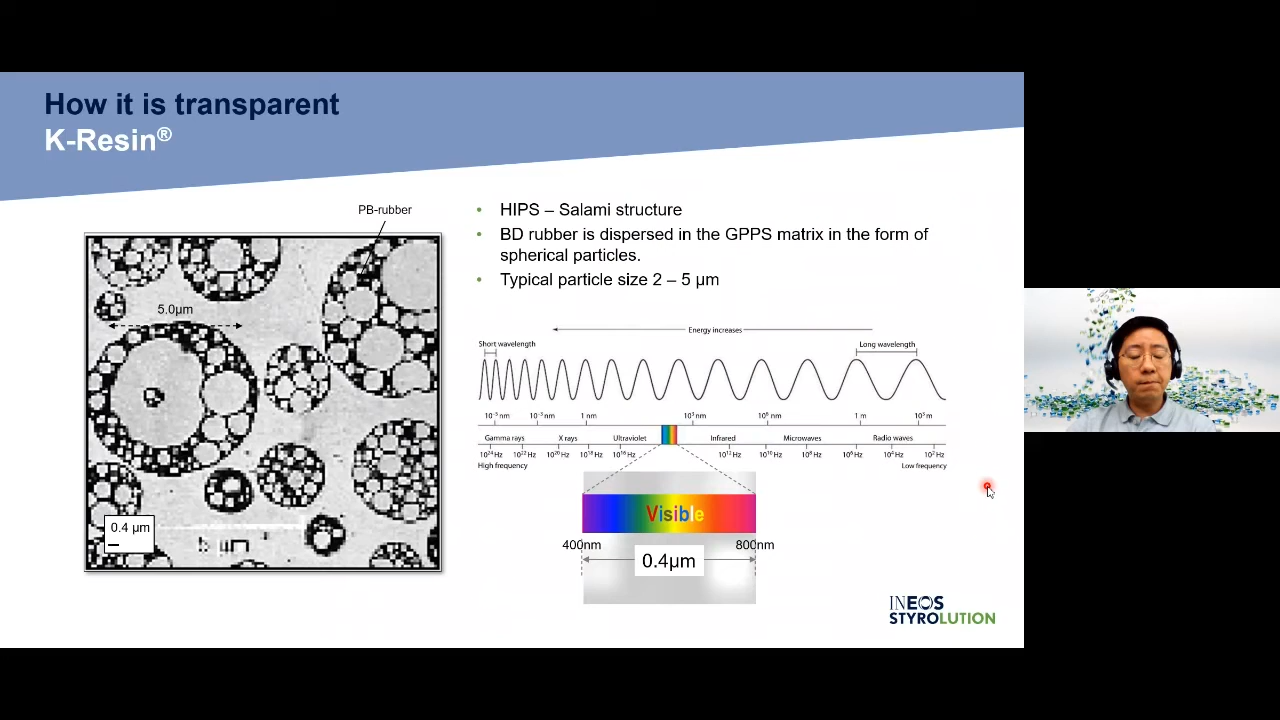 How it is transparent
K-Resin®
PB-rubber
5.0µm
0.4 µm
5 µm
• HIPS – Salami structure
• BD rubber is dispersed in the GPPS matrix in the form of
spherical particles.
• Typical particle size 2 – 5 µm
Energy increases
Short wavelength
Long wavelength
10⁻⁵ nm 10⁻³ nm 1 nm 10³ nm 10⁶ nm 1 m 10³ m
Gamma rays X rays Ultraviolet Infrared Microwaves Radio waves
10²⁴ Hz 10²² Hz 10²⁰ Hz 10¹⁸ Hz 10¹⁶ Hz 10¹² Hz 10¹⁰ Hz 10⁸ Hz 10⁶ Hz 10⁴ Hz 10² Hz
High frequency
Low frequency
Visible
400nm 800nm
0.4µm
INEOS
STYROLUTION